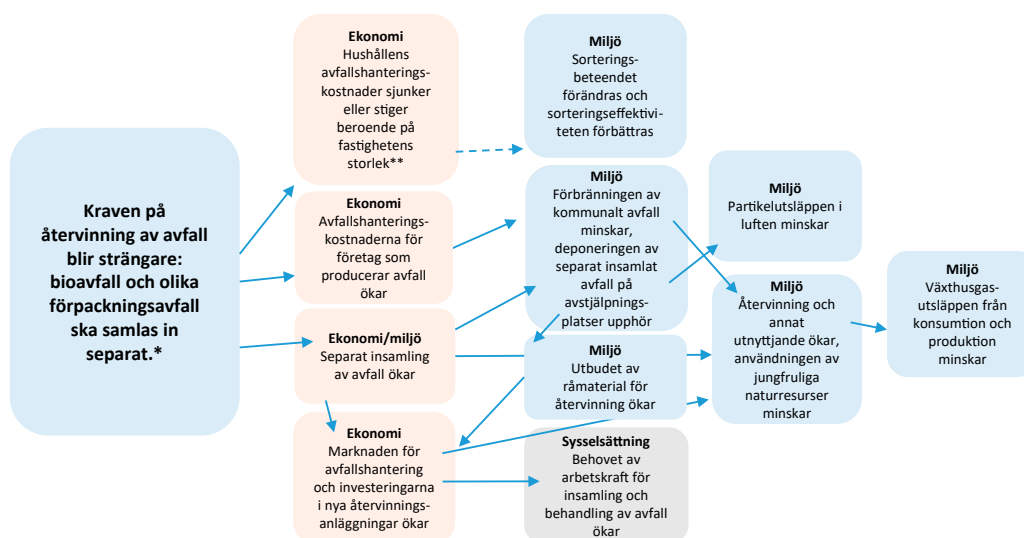 Kraven på
återvinning av avfall
blir strängare:
bioavfall och olika
förpackningsavfall
ska samlas in
separat.*
Ekonomi
Hushållens
avfallshanterings-
kostnader sjunker
eller stiger
beroende på
fastighetens
storlek**
Ekonomi
Avfallshanterings-
kostnaderna för
företag som
producerar avfall
ökar
Ekonomi/miljö
Separat insamling
av avfall ökar
Ekonomi
Marknaden för
avfallshantering
och investeringarna
i nya återvinnings-
anläggningar ökar
Miljö
Sorterings-
beteendet
förändras och
sorteringseffektivi-
teten förbättras
Miljö
Förbränningen av
kommunalt avfall
minskar,
deponeringen av
separat insamlat
avfall på
avstjälpnings-
platser upphör
Miljö
Utbudet av
råmaterial för
återvinning ökar
Sysselsättning
Behovet av
arbetskraft för
insamling och
behandling av avfall
ökar
Miljö
Partikelutsläppen i
luften minskar
Miljö
Återvinning och
annat
utnyttjande ökar,
användningen av
jungfruliga
naturresurser
minskar
Miljö
Växthusgas-
utsläppen från
konsumtion och
produktion
minskar